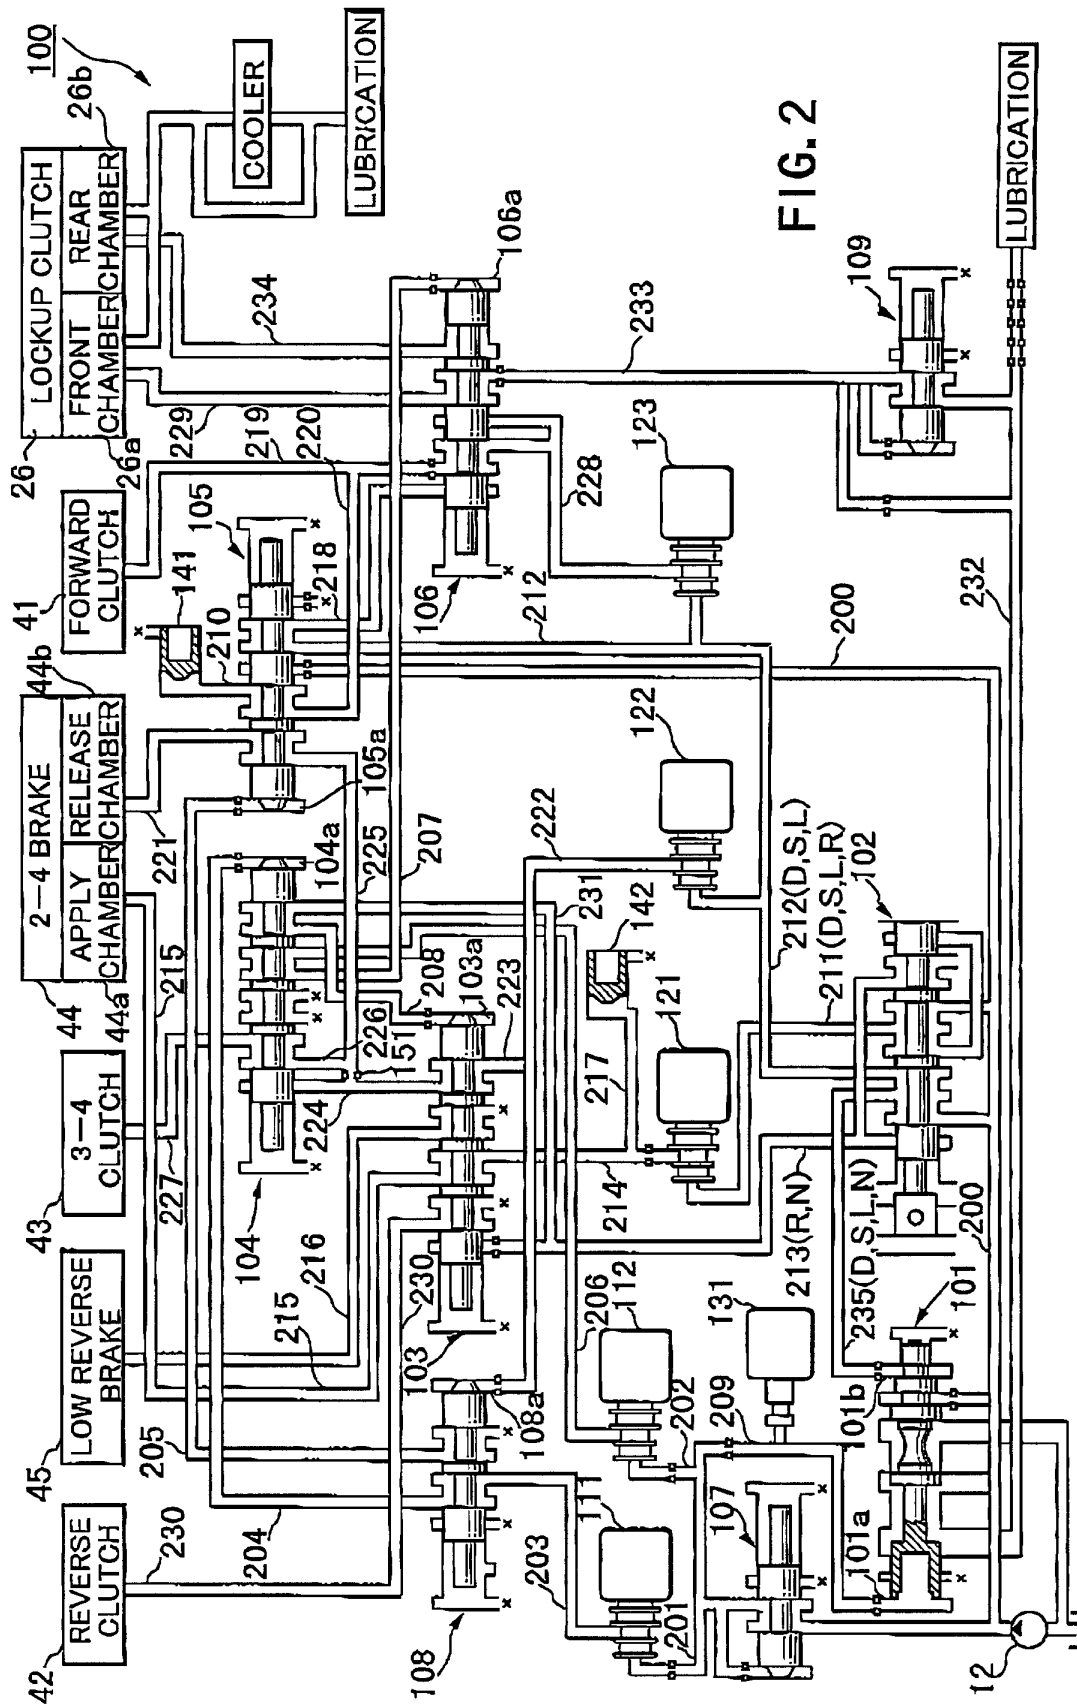 FIG. 2
100
42
REVERSE
CLUTCH
45
LOW REVERSE
BRAKE
43
3–4
CLUTCH
44
2–4 BRAKE
APPLY
CHAMBER
RELEASE
CHAMBER
44a
44b
41
FORWARD
CLUTCH
26
LOCKUP CLUTCH
FRONT
CHAMBER
REAR
CHAMBER
26a
26b
COOLER
LUBRICATION
230
205
204
227
215
221
141
210
105
229
219
220
234
108
203
111
108a
103
215
216
230
104
224
226
151
104a
225
105a
218
212
207
208
103a
223
231
222
106
106a
228
233
206
112
202
201
209
131
107
214
217
121
142
122
123
109
213(R,N)
235(D,S,L,N)
211(D,S,L,R)
212(D,S,L)
102
200
232
101
101a
101b
200
12
LUBRICATION